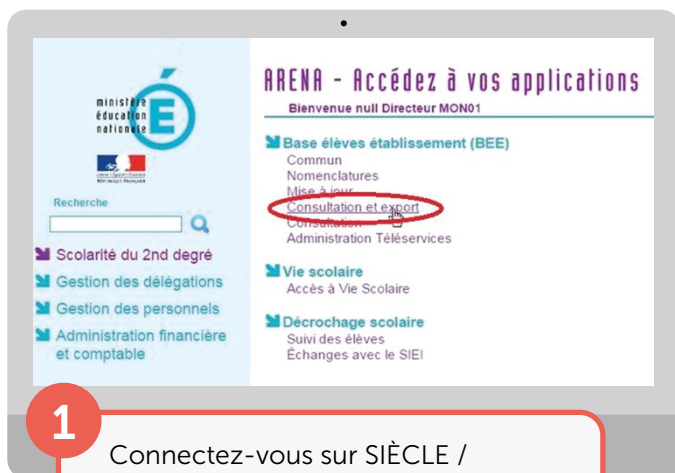 ministère
éducation
nationale
É
Recherche
Scolarité du 2nd degré
Gestion des délégations
Gestion des personnels
Administration financière
et comptable
ARENA - Accédez à vos applications
Bienvenue null Directeur MON01
Base élèves établissement (BEE)
Commun
Nomenclatures
Mise à jour
Consultation et export
Consultation
Administration Téléservices
Vie scolaire
Accès à Vie Scolaire
Décrochage scolaire
Suivi des élèves
Échanges avec le SIEI
1
Connectez-vous sur SIÈCLE /